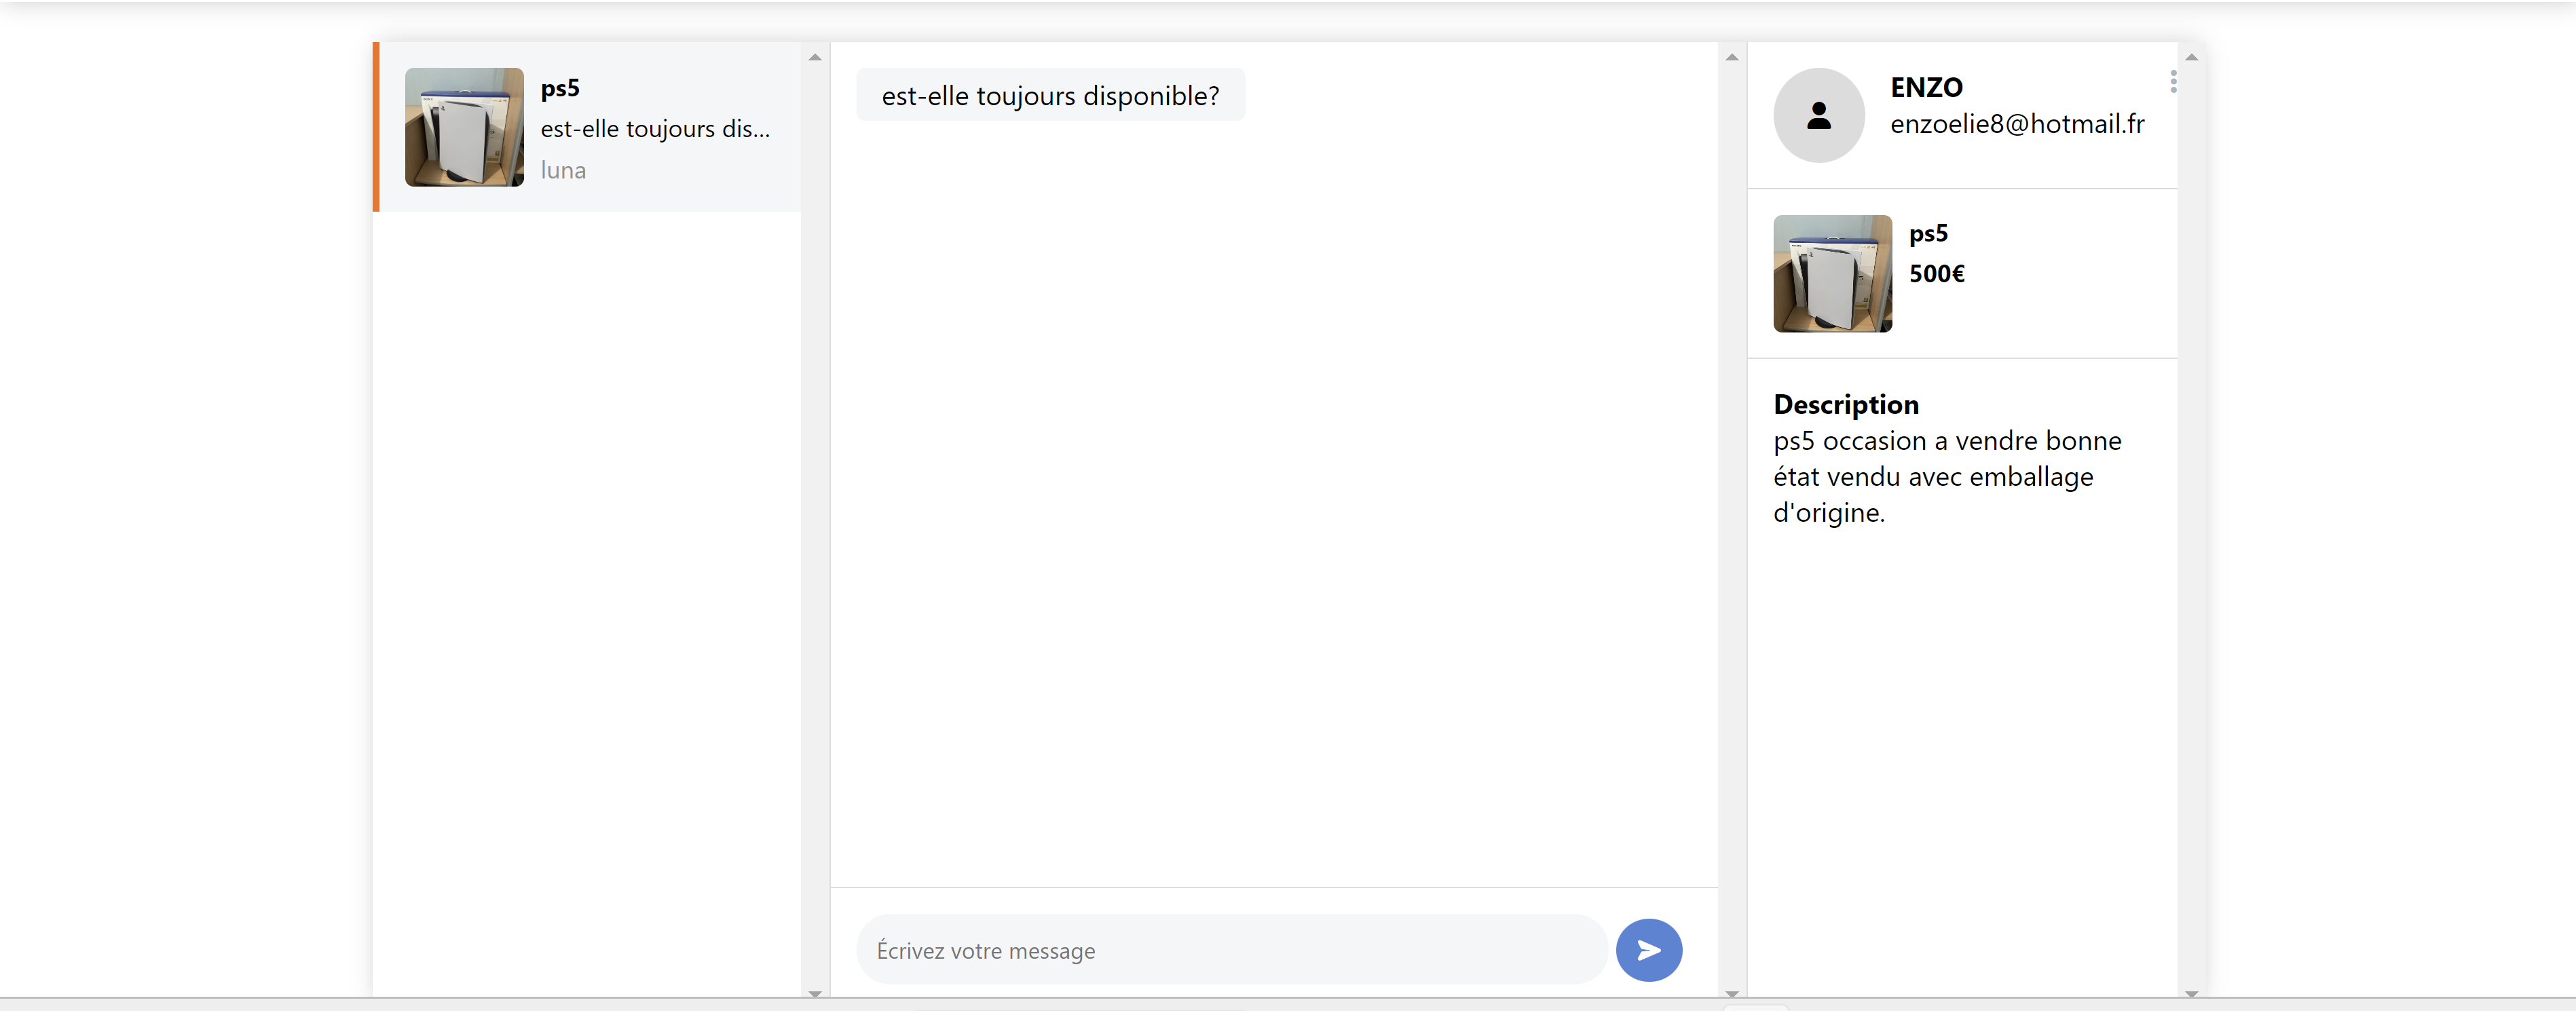 ps5
est-elle toujours dis...
luna
est-elle toujours disponible?
Écrivez votre message
ENZO
enzoelie8@hotmail.fr
ps5
500€
Description
ps5 occasion a vendre bonne
état vendu avec emballage
d'origine.